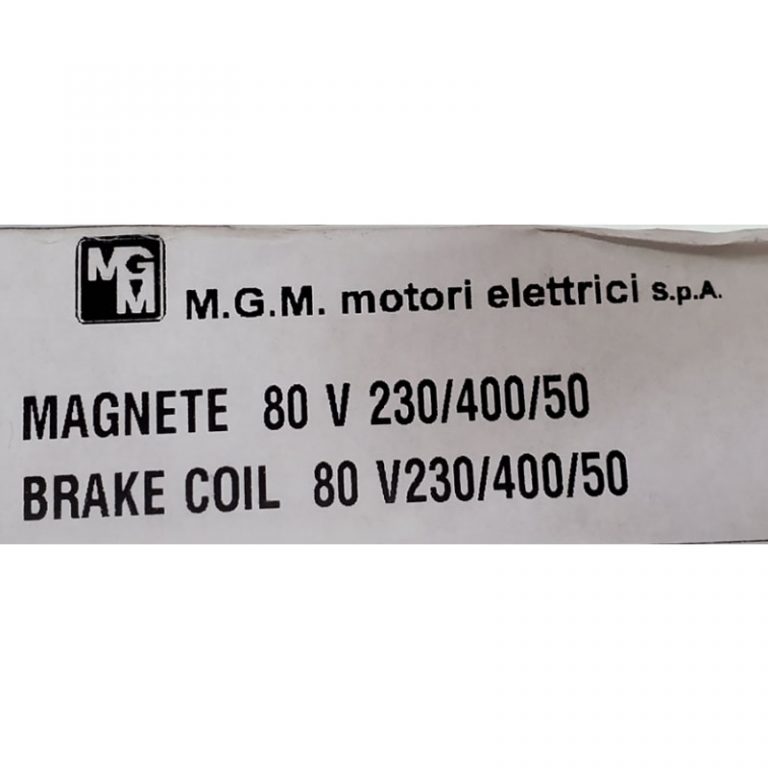 MGM
M.G.M. motori elettrici S.p.A.
MAGNETE 80 V 230/400/50
BRAKE COIL 80 V230/400/50